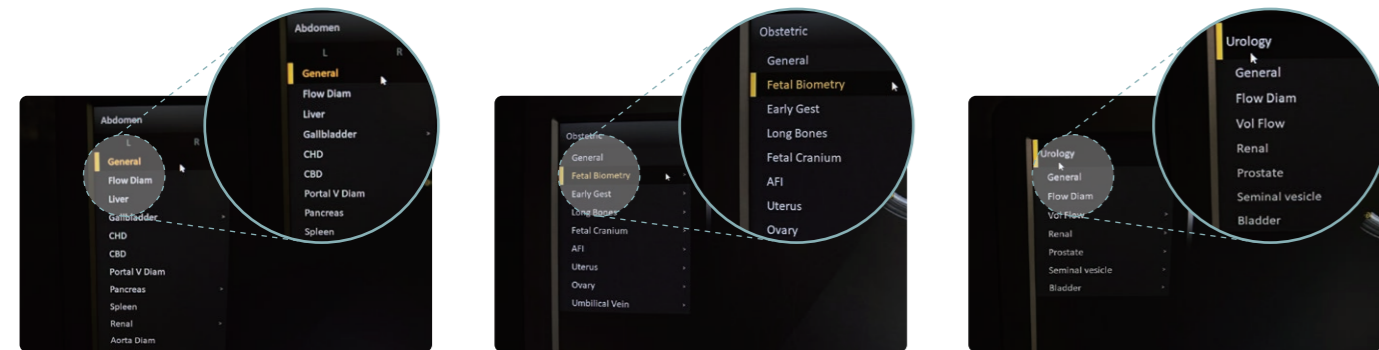 Abdomen
L R
General
Flow Diam
Liver
Gallbladder
CHD
CBD
Portal V Diam
Pancreas
Spleen
Renal
Aorta Diam
Abdomen
L R
General
Flow Diam
Liver
Gallbladder
CHD
CBD
Portal V Diam
Pancreas
Spleen
Obstetric
General
Fetal Biometry
Early Gest
Long Bones
Fetal Cranium
AFI
Uterus
Ovary
Umbilical Vein
Obstetric
General
Fetal Biometry
Early Gest
Long Bones
Fetal Cranium
AFI
Uterus
Ovary
Urology
General
Flow Diam
Vol Flow
Renal
Prostate
Seminal vesicle
Bladder
Urology
General
Flow Diam
Vol Flow
Renal
Prostate
Seminal vesicle
Bladder